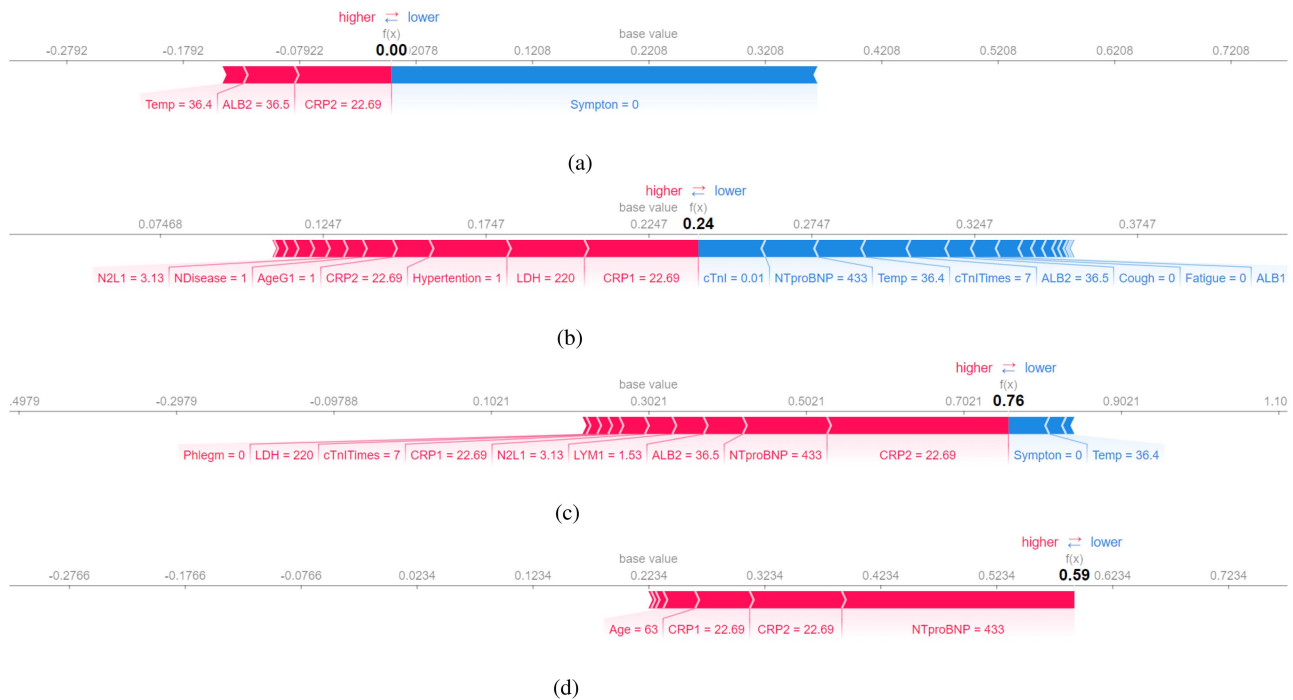 higher ⇄ lower
f(x) base value
-0.2792 -0.1792 -0.07922 0.00 0.02078 0.1208 0.2208 0.3208 0.4208 0.5208 0.6208 0.7208
Temp = 36.4 ALB2 = 36.5 CRP2 = 22.69 Sympton = 0
(a)
higher ⇄ lower
base value f(x)
0.07468 0.1247 0.1747 0.2247 0.24 0.2747 0.3247 0.3747
N2L1 = 3.13 NDisease = 1 AgeG1 = 1 CRP2 = 22.69 Hypertention = 1 LDH = 220 CRP1 = 22.69 cTnI = 0.01 NTproBNP = 433 Temp = 36.4 cTnITimes = 7 ALB2 = 36.5 Cough = 0 Fatigue = 0 ALB1
(b)
higher ⇄ lower
base value f(x)
.4979 -0.2979 -0.09788 0.1021 0.3021 0.5021 0.7021 0.76 0.9021 1.10
Phlegm = 0 LDH = 220 cTnITimes = 7 CRP1 = 22.69 N2L1 = 3.13 LYM1 = 1.53 ALB2 = 36.5 NTproBNP = 433 CRP2 = 22.69 Sympton = 0 Temp = 36.4
(c)
higher ⇄ lower
base value f(x)
-0.2766 -0.1766 -0.0766 0.0234 0.1234 0.2234 0.3234 0.4234 0.5234 0.59 0.6234 0.7234
Age = 63 CRP1 = 22.69 CRP2 = 22.69 NTproBNP = 433
(d)